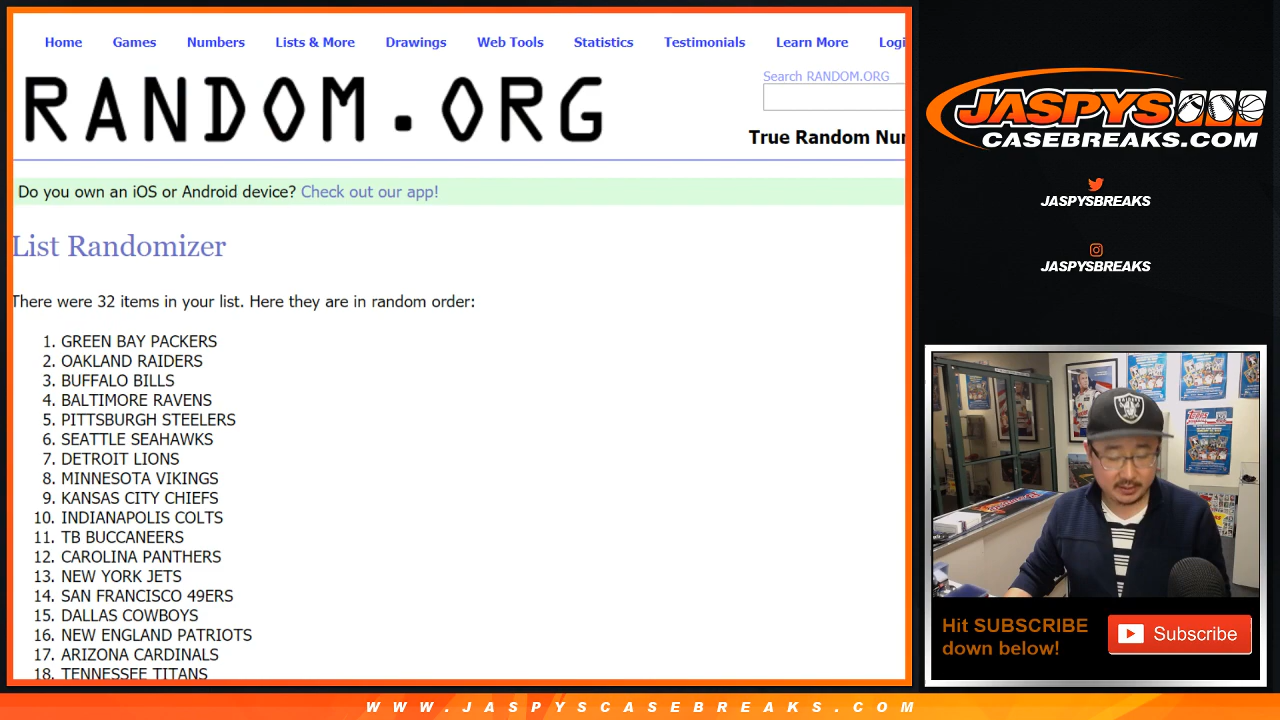 Home Games Numbers Lists & More Drawings Web Tools Statistics Testimonials Learn More Logi
RANDOM.ORG
Search RANDOM.ORG
True Random Nur
Do you own an iOS or Android device? Check out our app!
List Randomizer
There were 32 items in your list. Here they are in random order:
1. GREEN BAY PACKERS
2. OAKLAND RAIDERS
3. BUFFALO BILLS
4. BALTIMORE RAVENS
5. PITTSBURGH STEELERS
6. SEATTLE SEAHAWKS
7. DETROIT LIONS
8. MINNESOTA VIKINGS
9. KANSAS CITY CHIEFS
10. INDIANAPOLIS COLTS
11. TB BUCCANEERS
12. CAROLINA PANTHERS
13. NEW YORK JETS
14. SAN FRANCISCO 49ERS
15. DALLAS COWBOYS
16. NEW ENGLAND PATRIOTS
17. ARIZONA CARDINALS
18. TENNESSEE TITANS
JASPYS
CASEBREAKS.COM
JASPYSBREAKS
JASPYSBREAKS
RAIDERS
Topps
Hit SUBSCRIBE
down below!
Subscribe
WWW.JASPYSCASEBREAKS.COM